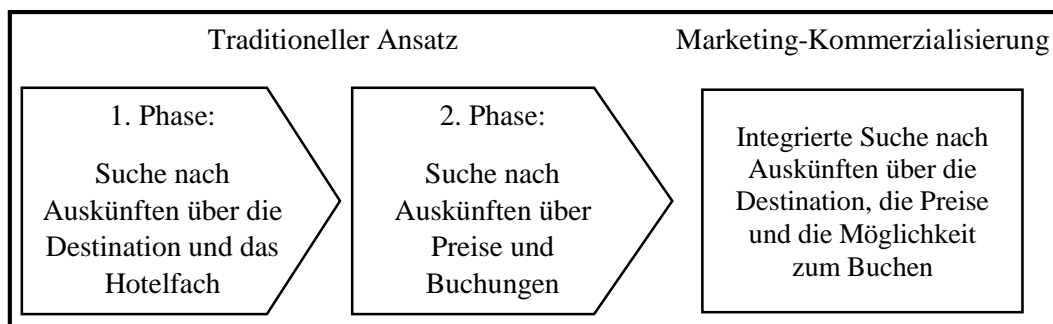 Traditioneller Ansatz
Marketing-Kommerzialisierung
1. Phase:
Suche nach
Auskünften über die
Destination und das
Hotelfach
2. Phase:
Suche nach
Auskünften über
Preise und
Buchungen
Integrierte Suche nach
Auskünften über die
Destination, die Preise
und die Möglichkeit
zum Buchen